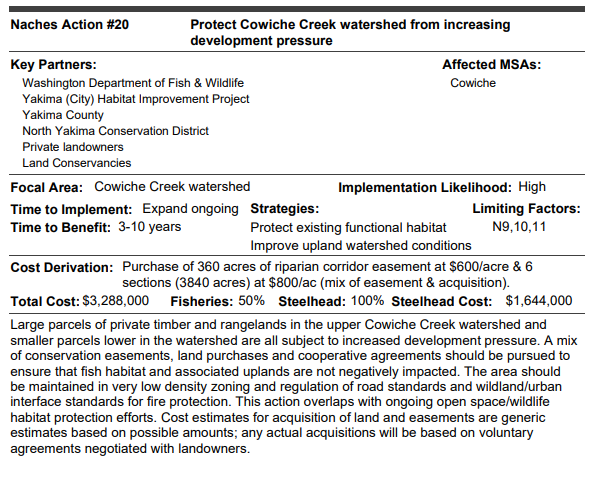 Naches Action #20 Protect Cowiche Creek watershed from increasing
development pressure
Key Partners: Affected MSAs:
Washington Department of Fish & Wildlife Cowiche
Yakima (City) Habitat Improvement Project
Yakima County
North Yakima Conservation District
Private landowners
Land Conservancies
Focal Area: Cowiche Creek watershed Implementation Likelihood: High
Time to Implement: Expand ongoing Strategies: Limiting Factors:
Time to Benefit: 3-10 years Protect existing functional habitat N9,10,11
Improve upland watershed conditions
Cost Derivation: Purchase of 360 acres of riparian corridor easement at $600/acre & 6
sections (3840 acres) at $800/ac (mix of easement & acquisition).
Total Cost: $3,288,000 Fisheries: 50% Steelhead: 100% Steelhead Cost: $1,644,000
Large parcels of private timber and rangelands in the upper Cowiche Creek watershed and
smaller parcels lower in the watershed are all subject to increased development pressure. A mix
of conservation easements, land purchases and cooperative agreements should be pursued to
ensure that fish habitat and associated uplands are not negatively impacted. The area should
be maintained in very low density zoning and regulation of road standards and wildland/urban
interface standards for fire protection. This action overlaps with ongoing open space/wildlife
habitat protection efforts. Cost estimates for acquisition of land and easements are generic
estimates based on possible amounts; any actual acquisitions will be based on voluntary
agreements negotiated with landowners.